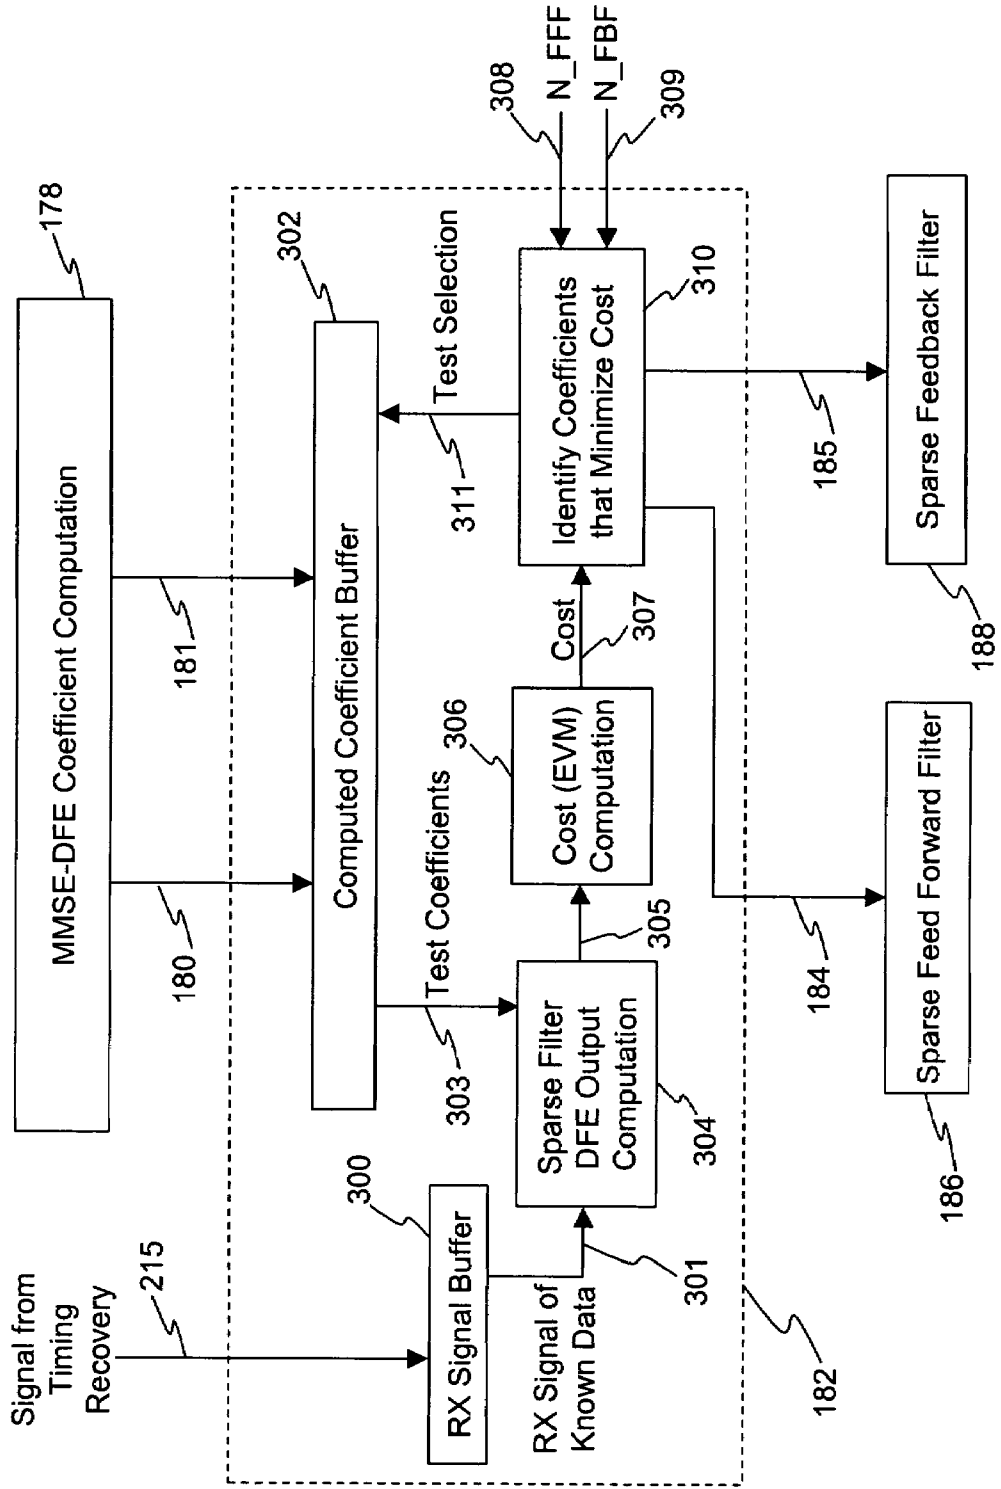 Signal from
Timing
Recovery
215
MMSE-DFE Coefficient Computation
178
180
181
302
Computed Coefficient Buffer
300
RX Signal Buffer
303
Test Coefficients
311
Test Selection
308
N_FFF
N_FBF
309
RX Signal of
Known Data
301
Sparse Filter
DFE Output
Computation
304
305
306
Cost (EVM)
Computation
Cost
307
Identify Coefficients
that Minimize Cost
310
182
184
185
186
Sparse Feed Forward Filter
188
Sparse Feedback Filter